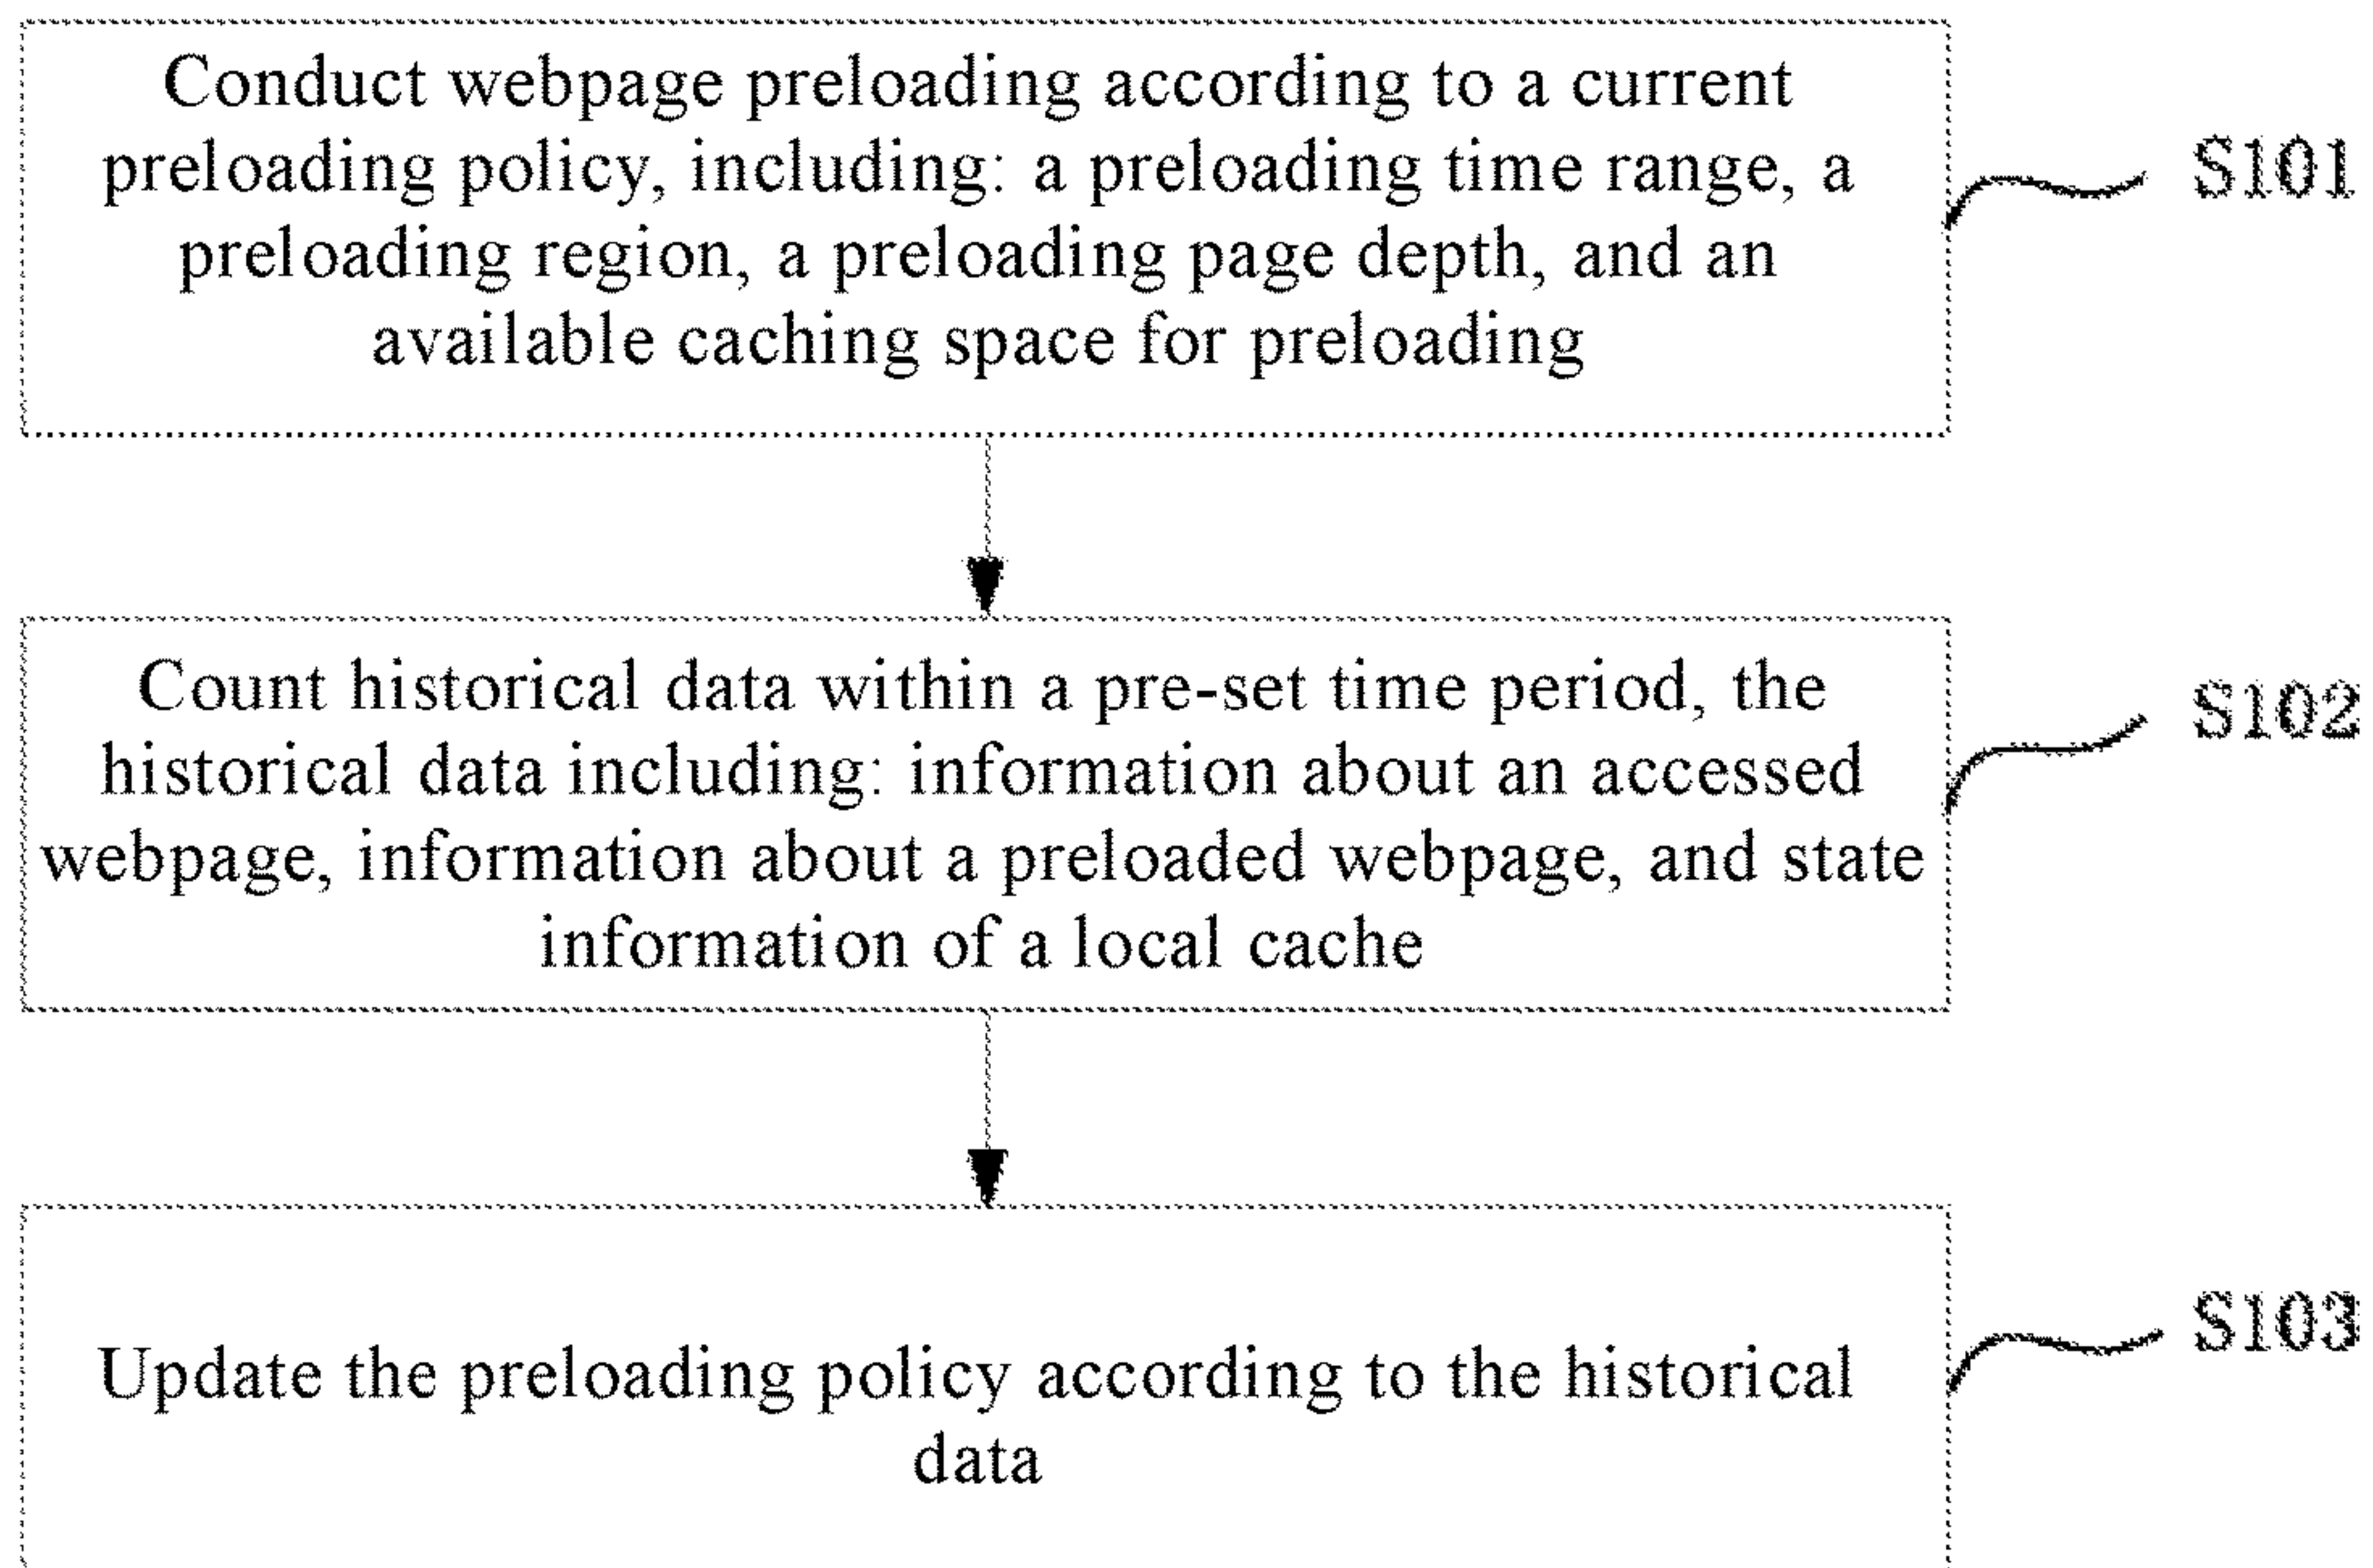 Conduct webpage preloading according to a current
preloading policy, including: a preloading time range, a
preloading region, a preloading page depth, and an
available caching space for preloading
S101
Count historical data within a pre-set time period, the
historical data including: information about an accessed
webpage, information about a preloaded webpage, and state
information of a local cache
S102
Update the preloading policy according to the historical
data
S103